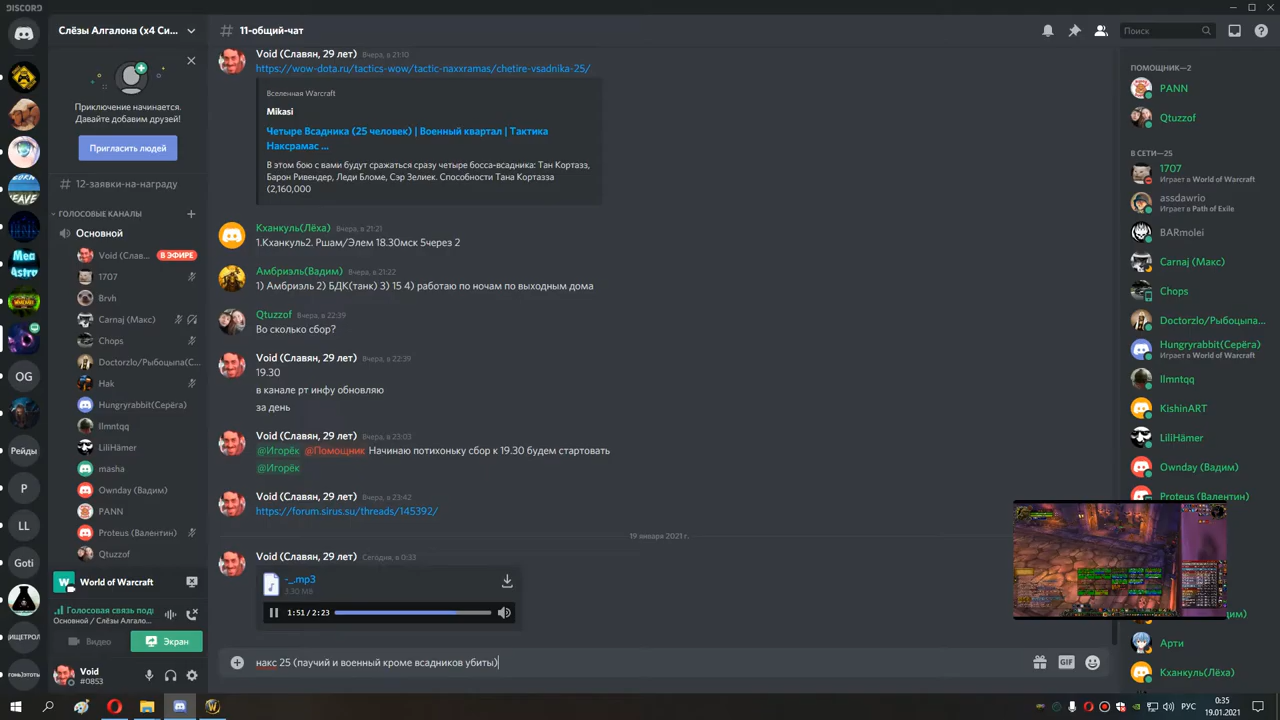 DISCORD
Слёзы Алгалона (x4 Си...
11-общий-чат
Поиск
Приключение начинается.
Давайте добавим друзей!
Пригласить людей
12-заявки-на-награду
ГОЛОСОВЫЕ КАНАЛЫ
Основной
Void (Слав... В ЭФИРЕ
1707
Brvh
Carnaj (Макс)
Chops
Doctorzlo/Рыбоцыпа(С...
Hak
Hungryrabbit(Серёга)
Ilmntqq
LiliHämer
masha
Ownday (Вадим)
PANN
Proteus (Валентин)
Qtuzzof
World of Warcraft
Голосовая связь подк
Основной / Слёзы Алгало...
Видео
Экран
Void
#0853
Mea
Astro
OG
Рейды
P
LL
Goti
Void (Славян, 29 лет) Вчера, в 21:10
https://wow-dota.ru/tactics-wow/tactic-naxxramas/chetire-vsadnika-25/
Вселенная Warcraft
Mikasi
Четыре Всадника (25 человек) | Военный квартал | Тактика
Наксрамас ...
В этом бою с вами будут сражаться сразу четыре босса-всадника: Тан Кортазз,
Барон Ривендер, Леди Бломе, Сэр Зелиек. Способности Тана Кортазза
(2,160,000
Кханкуль(Лёха) Вчера, в 21:21
1.Кханкуль2. Ршам/Элем 18.30мск 5через 2
Амбриэль(Вадим) Вчера, в 21:22
1) Амбриэль 2) БДК(танк) 3) 15 4) работаю по ночам по выходным дома
Qtuzzof Вчера, в 22:39
Во сколько сбор?
Void (Славян, 29 лет) Вчера, в 22:39
19.30
в канале рт инфу обновляю
за день
Void (Славян, 29 лет) Вчера, в 23:03
@Игорёк @Помощник Начинаю потихоньку сбор к 19.30 будем стартовать
@Игорёк
Void (Славян, 29 лет) Вчера, в 23:42
https://forum.sirus.su/threads/145392/
19 января 2021 г.
Void (Славян, 29 лет) Сегодня, в 0:33
-_.mp3
3.30 MB
1:51 / 2:23
накс 25 (паучий и военный кроме всадников убиты)
GIF
ПОМОЩНИК—2
PANN
Qtuzzof
В СЕТИ—25
1707
Играет в World of Warcraft
assdawrio
Играет в Path of Exile
BARmolei
Carnaj (Макс)
Chops
Doctorzlo/Рыбоцыпа...
Hungryrabbit(Серёга)
Играет в World of Warcraft
Ilmntqq
KishinART
LiliHämer
Ownday (Вадим)
Proteus (Валентин)
Арти
Кханкуль(Лёха)
РУС
0:35
19.01.2021